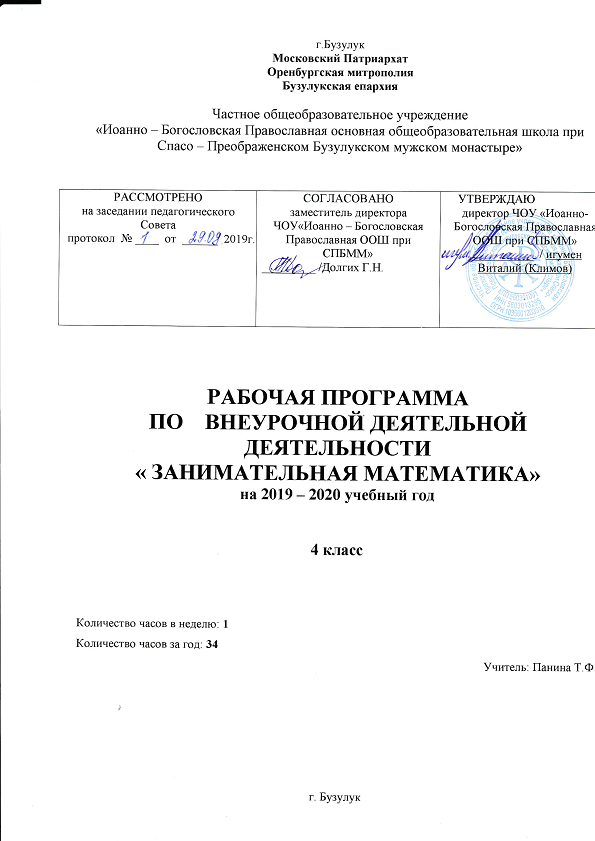 г.Бузулук
Московский Патриархат
Оренбургская митрополия
Бузулукская епархия
Частное общеобразовательное учреждение
«Иоанно – Богословская Православная основная общеобразовательная школа при
Спасо – Преображенском Бузулукском мужском монастыре»
РАССМОТРЕНО
на заседании педагогического
Совета
протокол № 1 от 29.08 2019г.
СОГЛАСОВАНО
заместитель директора
ЧОУ«Иоанно – Богословская
Православная ООШ при
СПБММ»
/Долгих Г.Н.
УТВЕРЖДАЮ
директор ЧОУ «Иоанно-
Богословская Православная
ООШ при СПБММ»
/ игумен
Виталий (Климов)
РАБОЧАЯ ПРОГРАММА
ПО ВНЕУРОЧНОЙ ДЕЯТЕЛЬНОЙ
ДЕЯТЕЛЬНОСТИ
« ЗАНИМАТЕЛЬНАЯ МАТЕМАТИКА»
на 2019 – 2020 учебный год
4 класс
Количество часов в неделю: 1
Количество часов за год: 34
Учитель: Панина Т.Ф
г. Бузулук